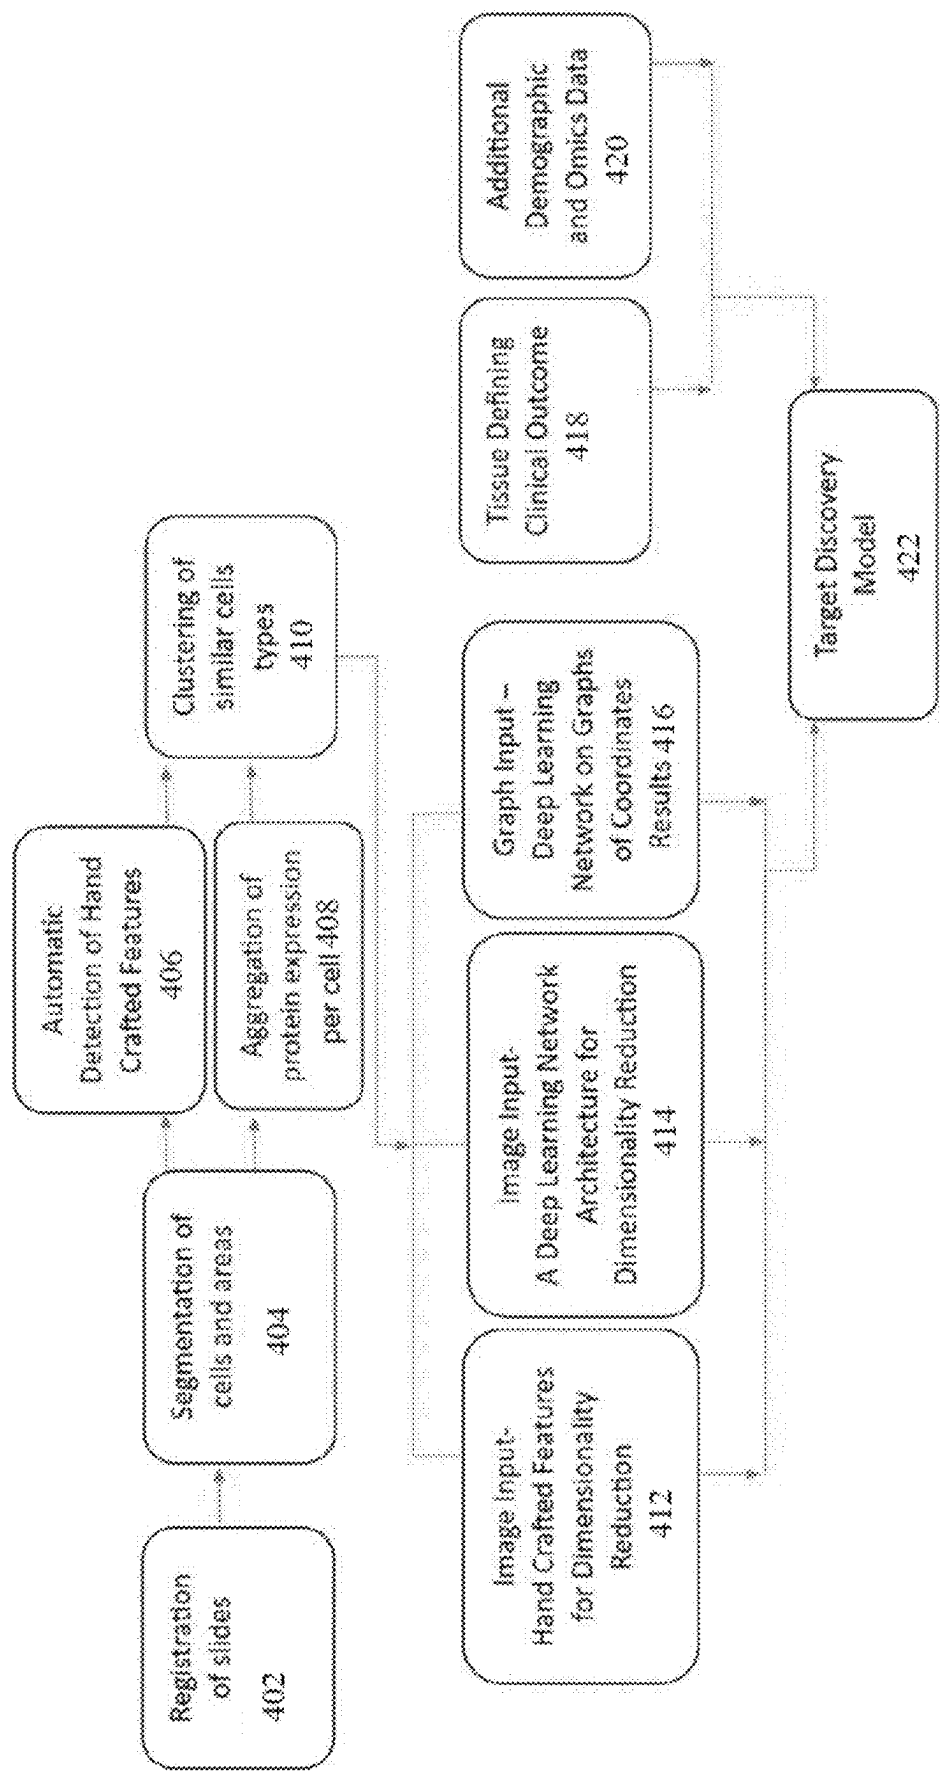 Registration
of slides
402
Segmentation of
cells and areas
404
Automatic
Detection of Hand
Crafted Features
406
Aggregation of
protein expression
per cell 408
Clustering of
similar cells
types
410
Image Input-
Hand Crafted Features
for Dimensionality
Reduction
412
Image Input-
A Deep Learning Network
Architecture for
Dimensionality Reduction
414
Graph Input –
Deep Learning
Network on Graphs
of Coordinates
Results 416
Tissue Defining
Clinical Outcome
418
Additional
Demographic
and Omics Data
420
Target Discovery
Model
422